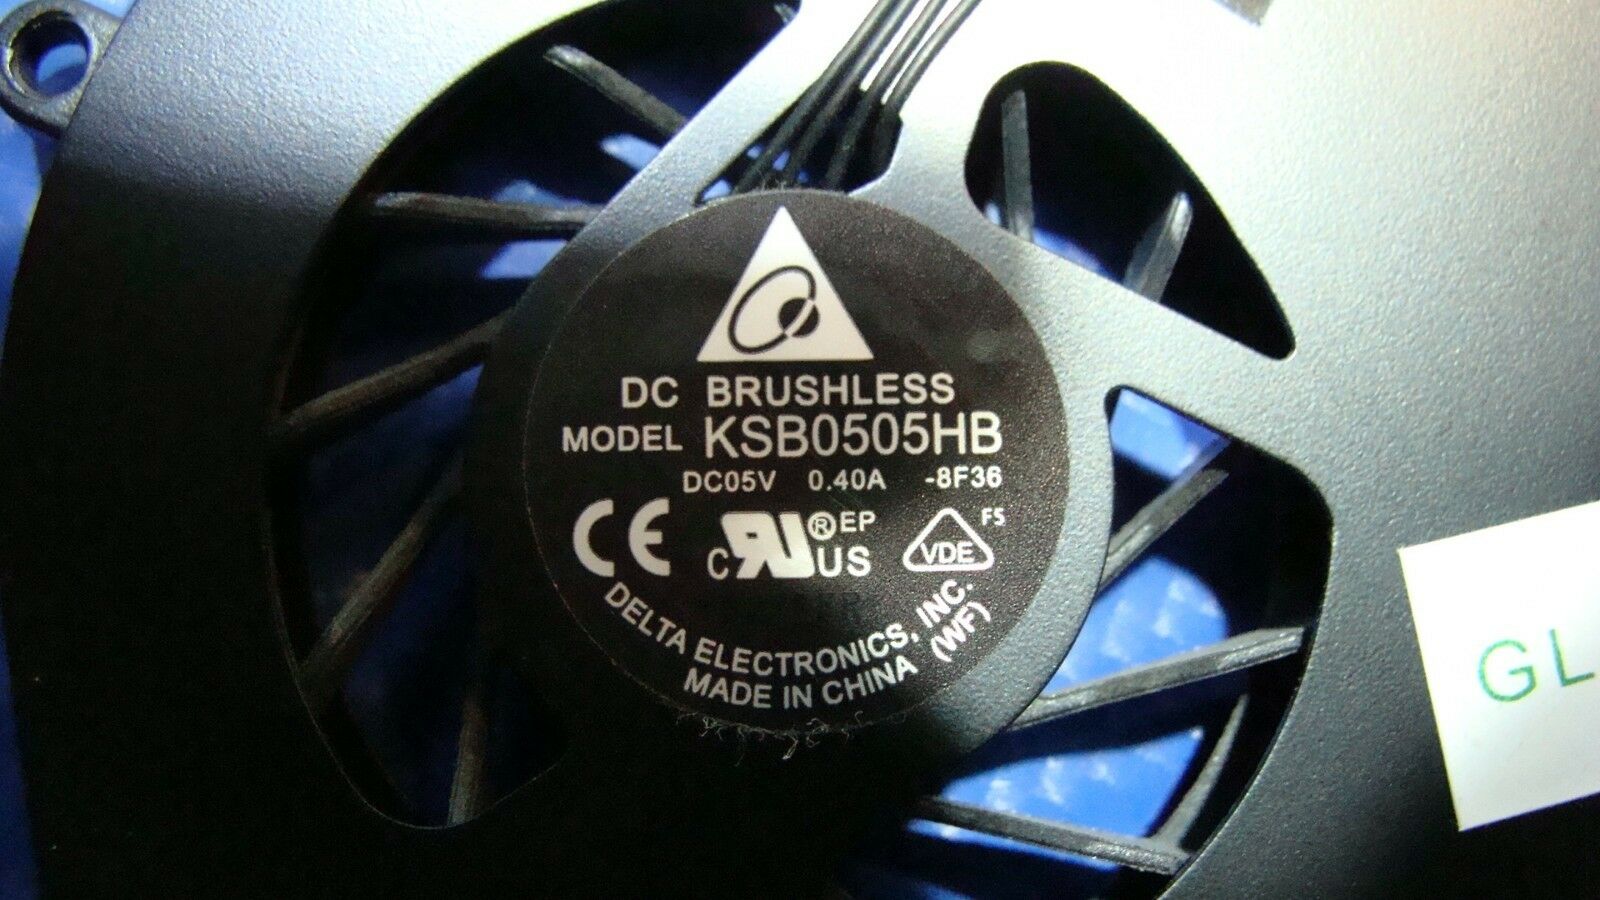 DC BRUSHLESS
MODEL KSB0505HB
DC05V 0.40A -8F36
CE c RU ® EP US VDE FS
DELTA ELECTRONICS, INC.
MADE IN CHINA (WF)
GL